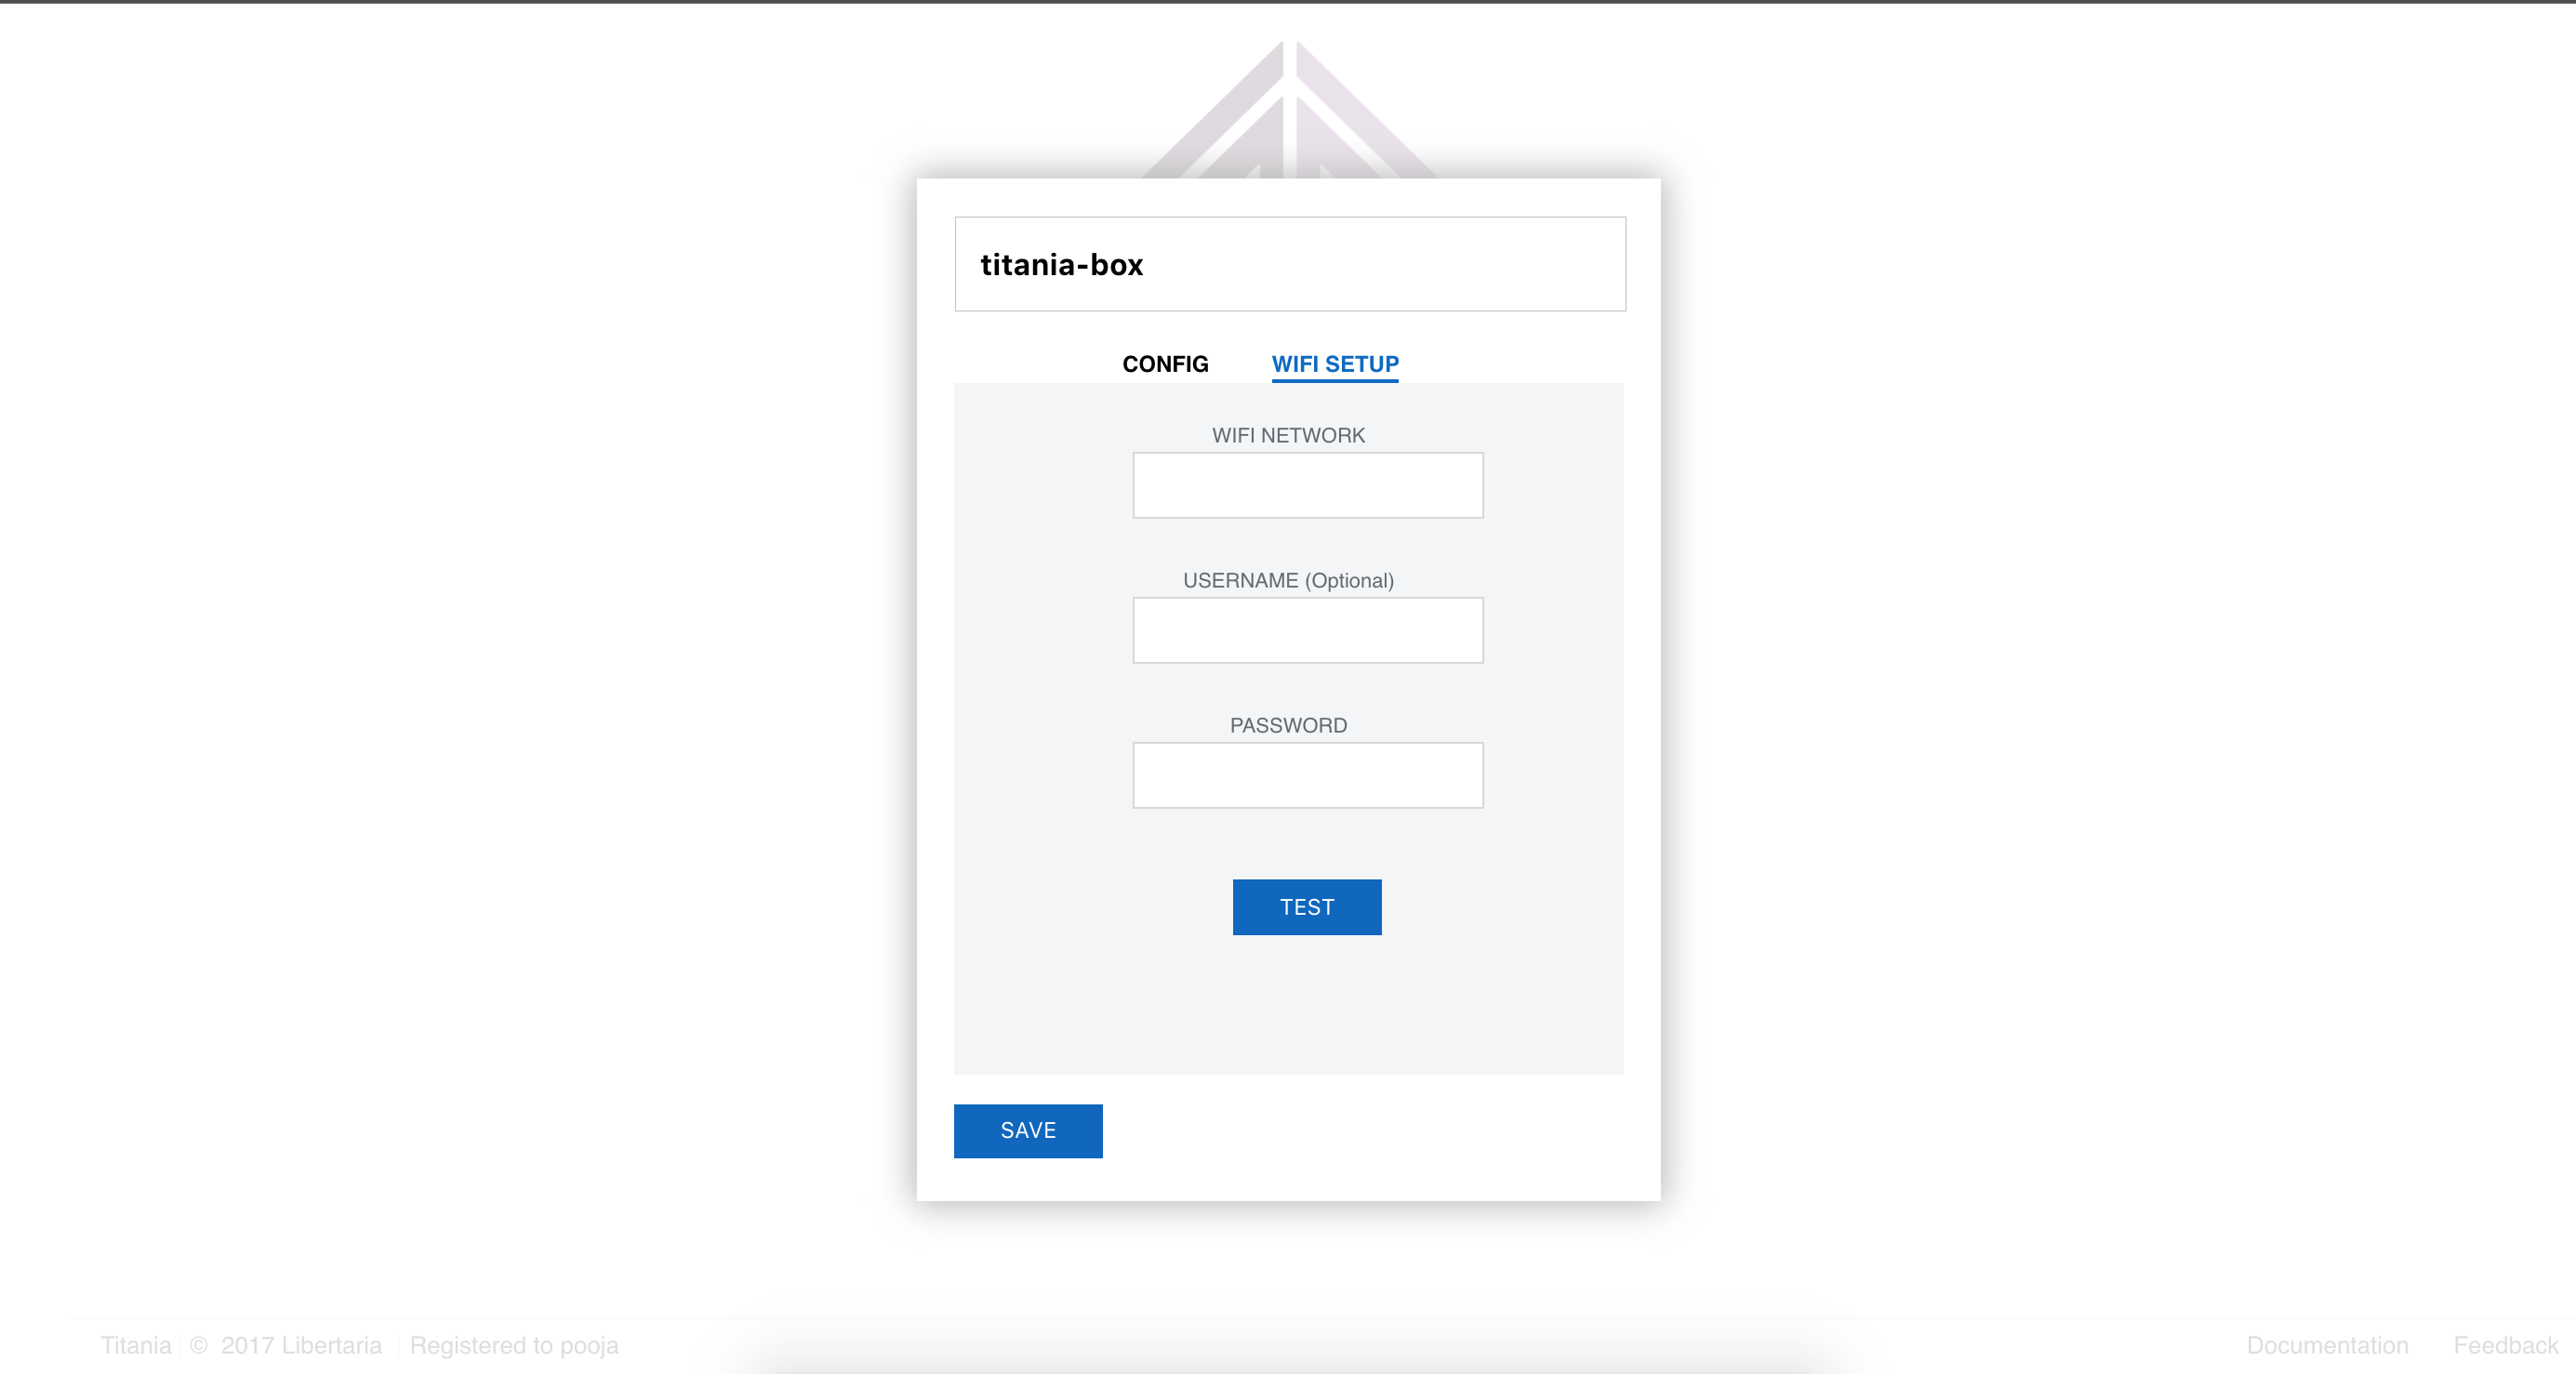 titania-box
CONFIG WIFI SETUP
WIFI NETWORK
USERNAME (Optional)
PASSWORD
TEST
SAVE
Titania © 2017 Libertaria Registered to pooja Documentation Feedback